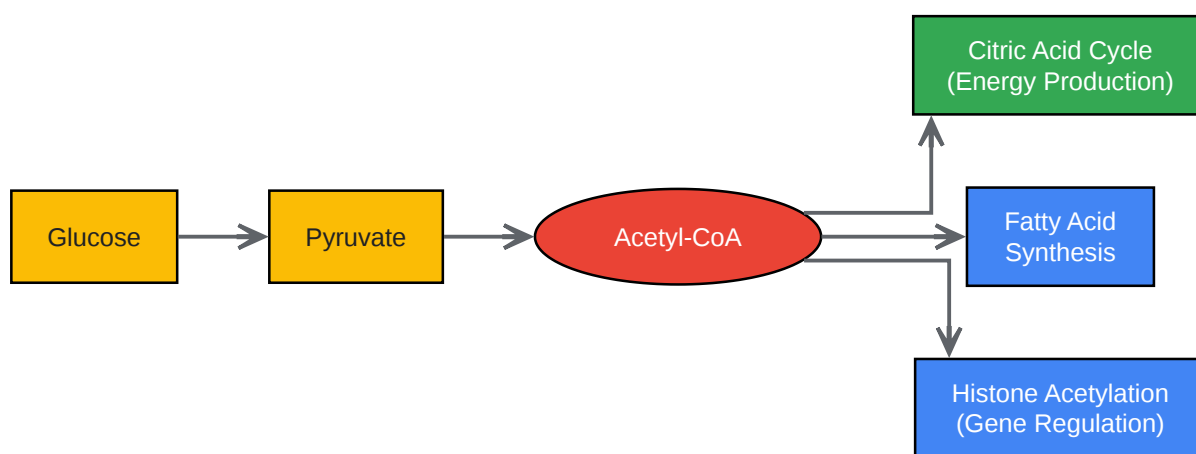 Glucose
Pyruvate
Acetyl-CoA
Citric Acid Cycle
(Energy Production)
Fatty Acid
Synthesis
Histone Acetylation
(Gene Regulation)